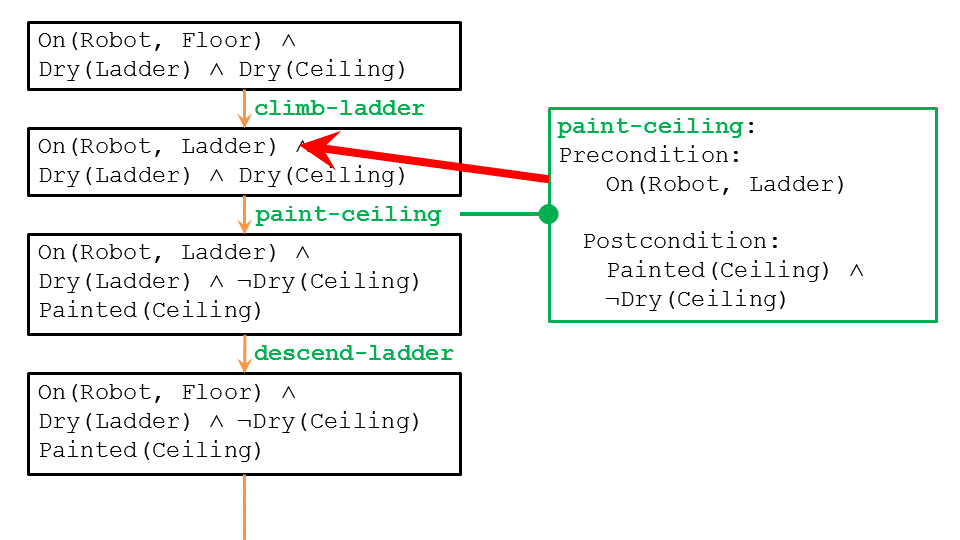 On(Robot, Floor) ∧
Dry(Ladder) ∧ Dry(Ceiling)
climb-ladder
On(Robot, Ladder) ∧
Dry(Ladder) ∧ Dry(Ceiling)
paint-ceiling
On(Robot, Ladder) ∧
Dry(Ladder) ∧ ¬Dry(Ceiling)
Painted(Ceiling)
descend-ladder
On(Robot, Floor) ∧
Dry(Ladder) ∧ ¬Dry(Ceiling)
Painted(Ceiling)
paint-ceiling:
Precondition:
On(Robot, Ladder)
Postcondition:
Painted(Ceiling) ∧
¬Dry(Ceiling)